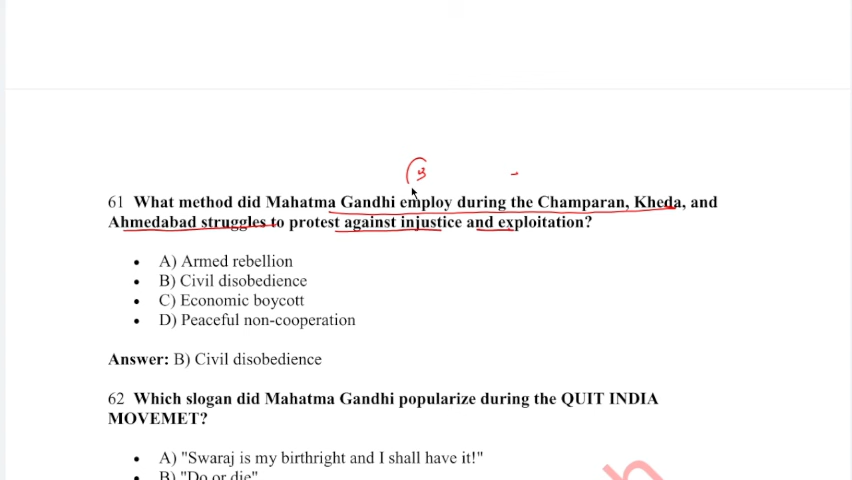 B
61 What method did Mahatma Gandhi employ during the Champaran, Kheda, and
Ahmedabad struggles to protest against injustice and exploitation?
• A) Armed rebellion
• B) Civil disobedience
• C) Economic boycott
• D) Peaceful non-cooperation
Answer: B) Civil disobedience
62 Which slogan did Mahatma Gandhi popularize during the QUIT INDIA
MOVEMET?
• A) "Swaraj is my birthright and I shall have it!"
• B) "Do or die"